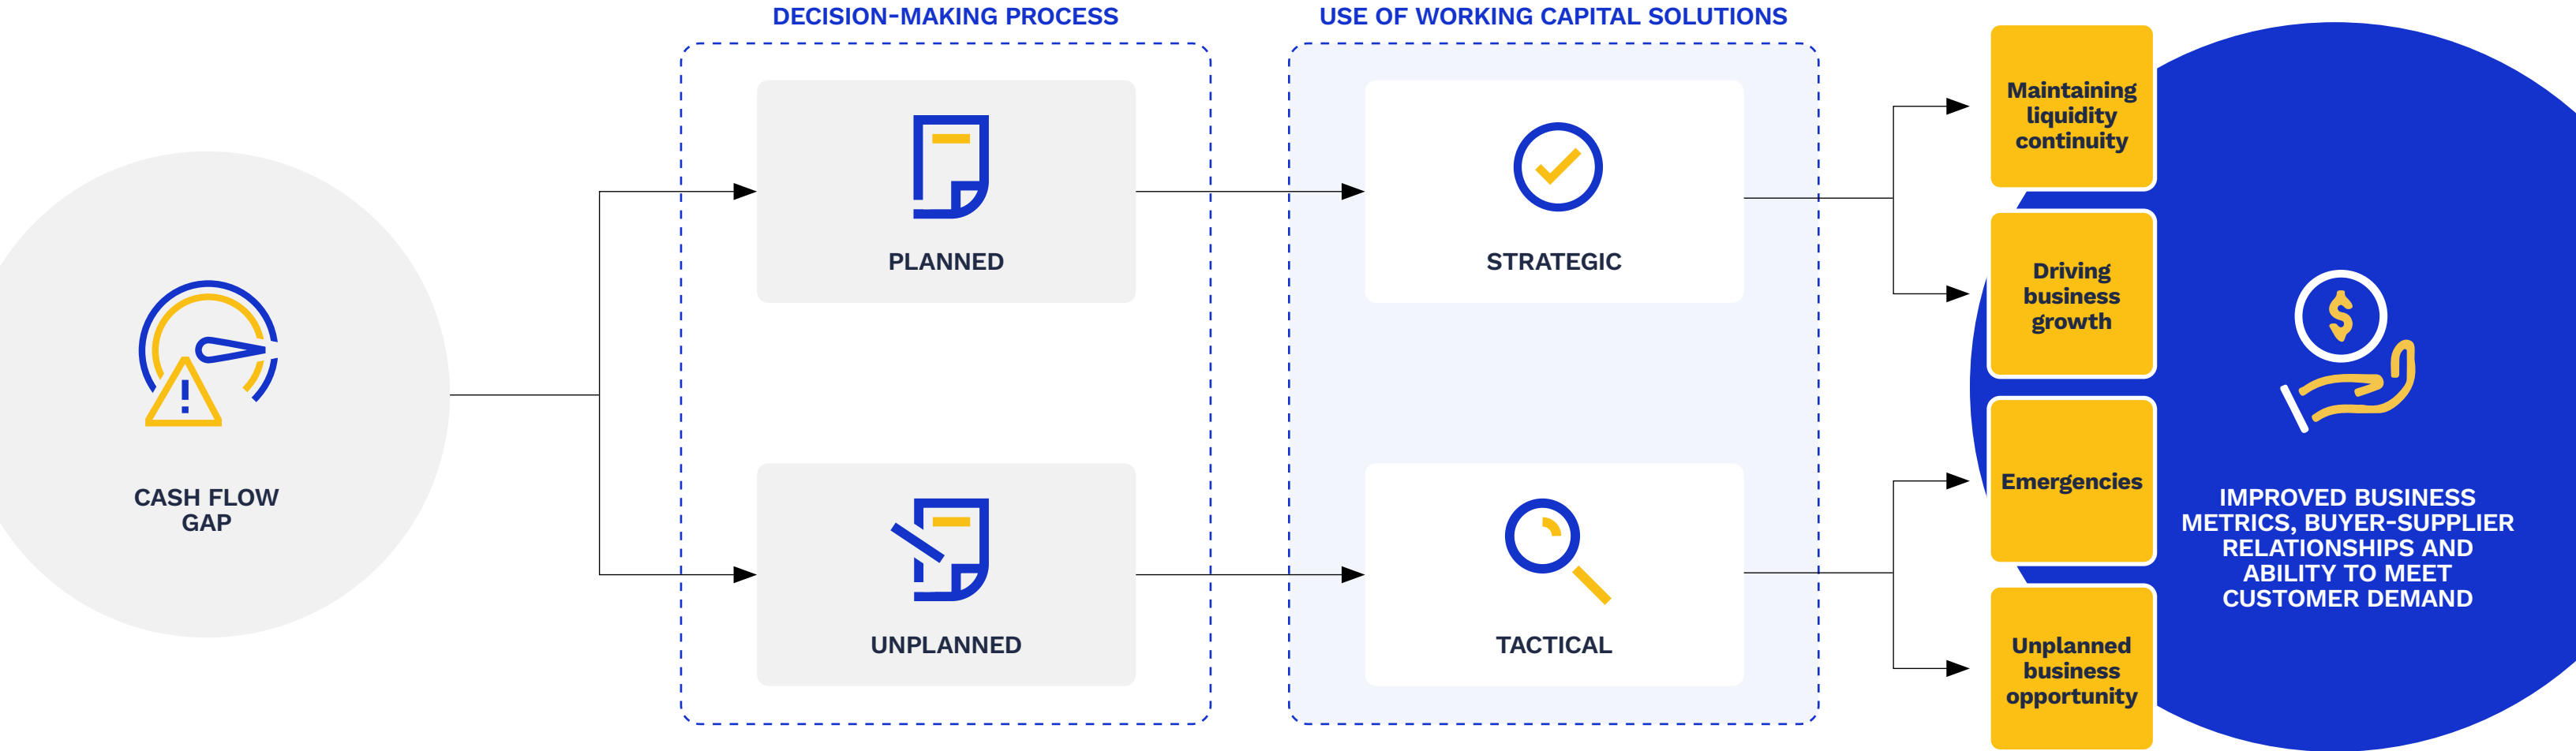 DECISION-MAKING PROCESS
USE OF WORKING CAPITAL SOLUTIONS
CASH FLOW
GAP
PLANNED
UNPLANNED
STRATEGIC
TACTICAL
Maintaining
liquidity
continuity
Driving
business
growth
Emergencies
Unplanned
business
opportunity
IMPROVED BUSINESS
METRICS, BUYER-SUPPLIER
RELATIONSHIPS AND
ABILITY TO MEET
CUSTOMER DEMAND